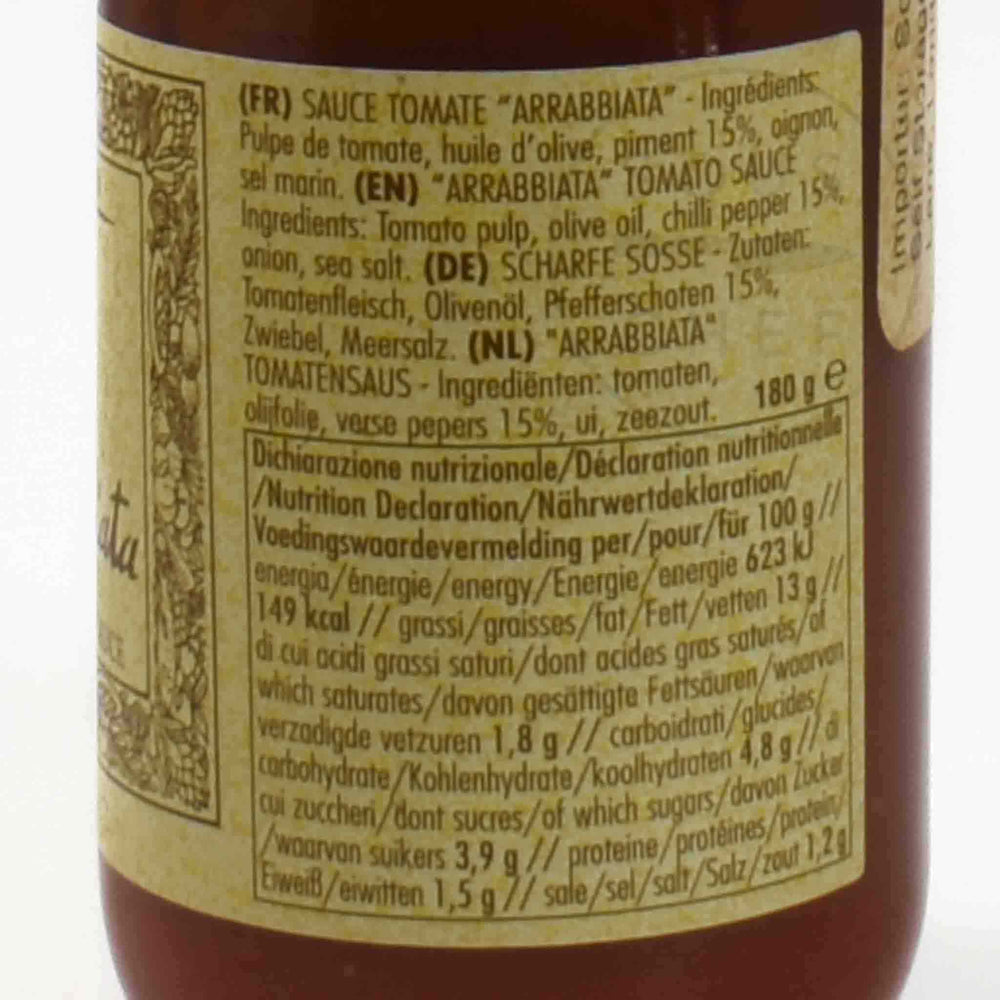 (FR) SAUCE TOMATE "ARRABBIATA" - Ingrédients:
Pulpe de tomate, huile d'olive, piment 15%, oignon,
sel marin. (EN) "ARRABBIATA" TOMATO SAUCE
Ingredients: Tomato pulp, olive oil, chilli pepper 15%,
onion, sea salt. (DE) SCHARFE SOSSE - Zutaten:
Tomatenfleisch, Olivenöl, Pfefferschoten 15%,
Zwiebel, Meersalz. (NL) "ARRABBIATA"
TOMATENSAUS - Ingrediënten: tomaten,
olijfolie, verse pepers 15%, ui, zeezout.
180 g e
Dichiarazione nutrizionale/Déclaration nutritionnelle
/Nutrition Declaration/Nährwertdeklaration/
Voedingswaardevermelding per/pour/für 100 g //
energia/énergie/energy/Energie/energie 623 kJ
149 kcal // grassi/graisses/fat/Fett/vetten 13 g //
di cui acidi grassi saturi/dont acides gras saturés/of
which saturates/davon gesättigte Fettsäuren/waarvan
verzadigde vetzuren 1,8 g // carboidrati/glucides/
carbohydrate/Kohlenhydrate/koolhydraten 4,8 g // di
cui zuccheri/dont sucres/of which sugars/davon Zucker
/waarvan suikers 3,9 g // proteine/protéines/protein/
Eiweiß/eiwitten 1,5 g // sale/sel/salt/Salz/zout 1,2 g
ata
UCE
Importur: So